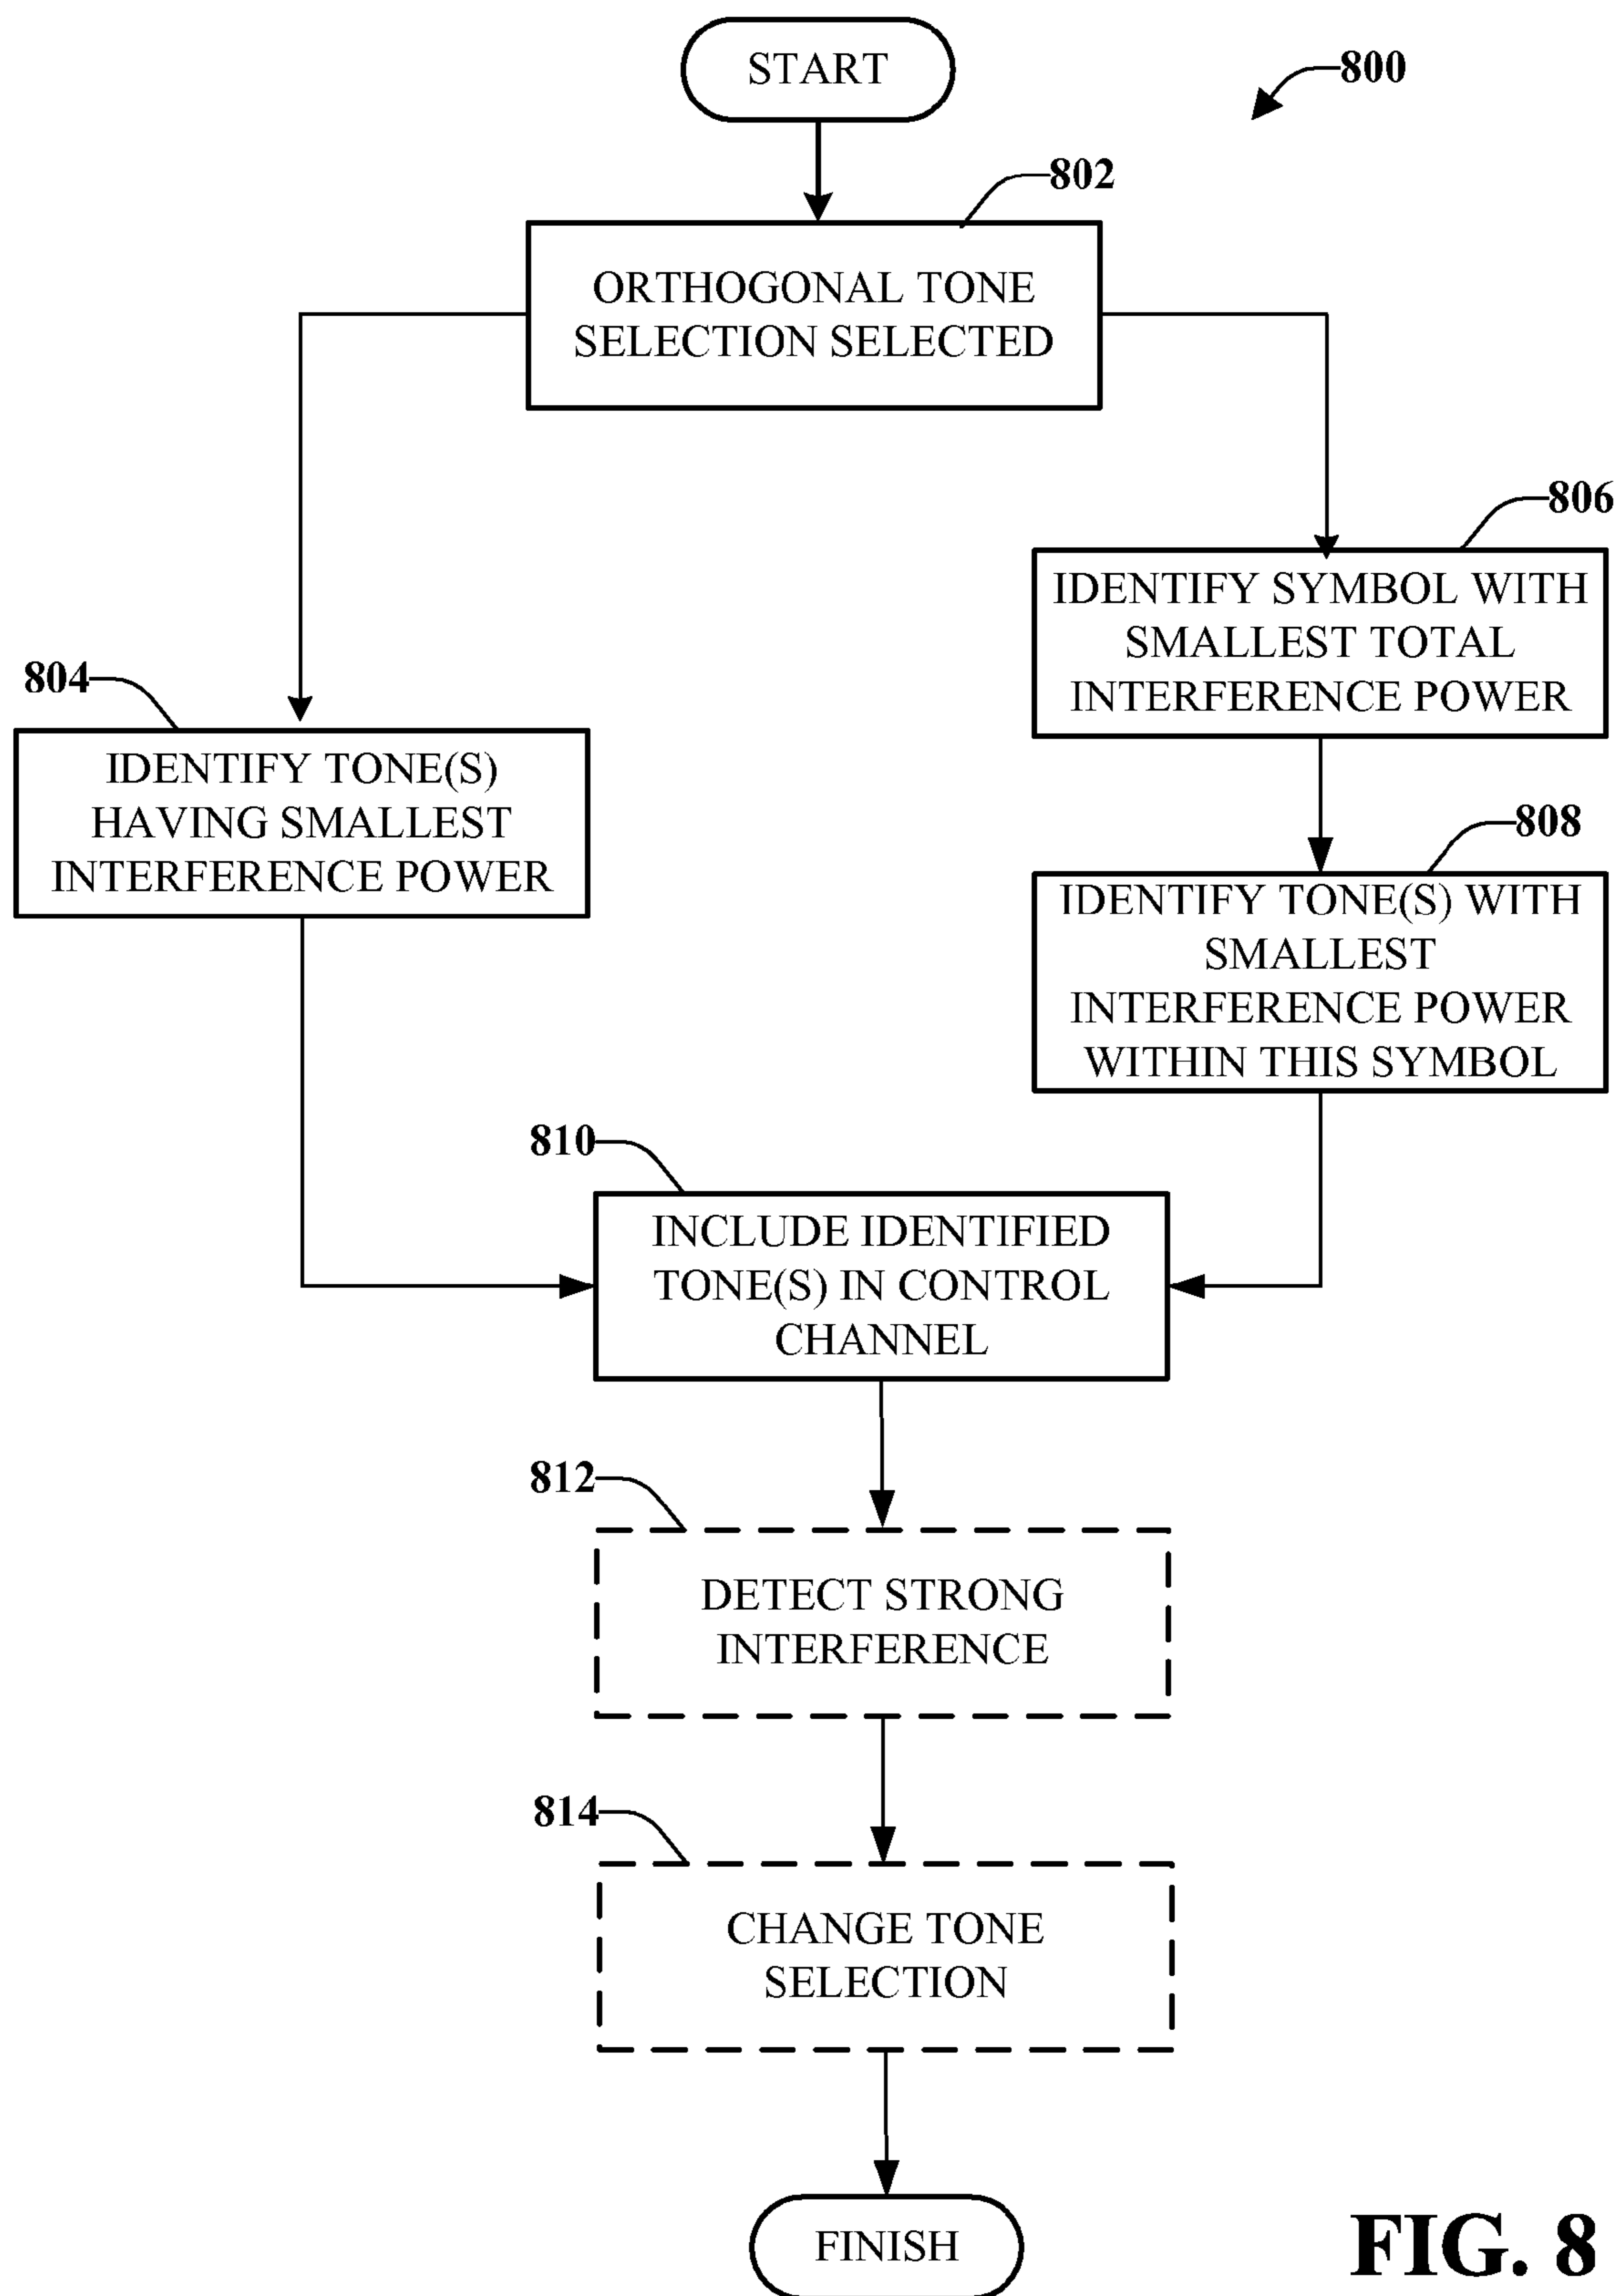 START
800
802
ORTHOGONAL TONE
SELECTION SELECTED
806
IDENTIFY SYMBOL WITH
SMALLEST TOTAL
INTERFERENCE POWER
804
IDENTIFY TONE(S)
HAVING SMALLEST
INTERFERENCE POWER
808
IDENTIFY TONE(S) WITH
SMALLEST
INTERFERENCE POWER
WITHIN THIS SYMBOL
810
INCLUDE IDENTIFIED
TONE(S) IN CONTROL
CHANNEL
812
DETECT STRONG
INTERFERENCE
814
CHANGE TONE
SELECTION
FINISH
FIG. 8